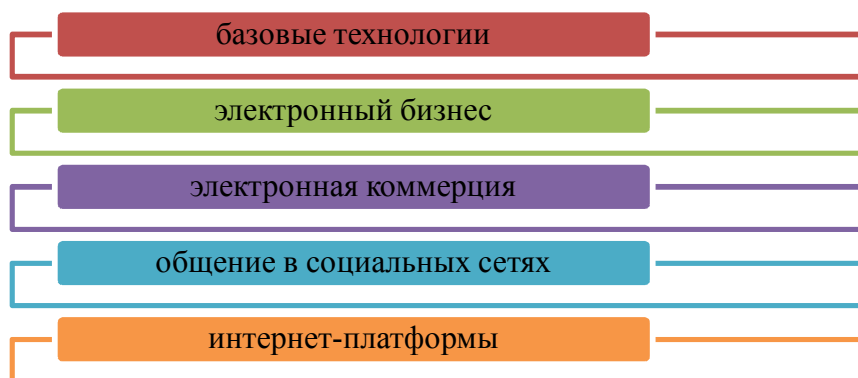 базовые технологии
электронный бизнес
электронная коммерция
общение в социальных сетях
интернет-платформы